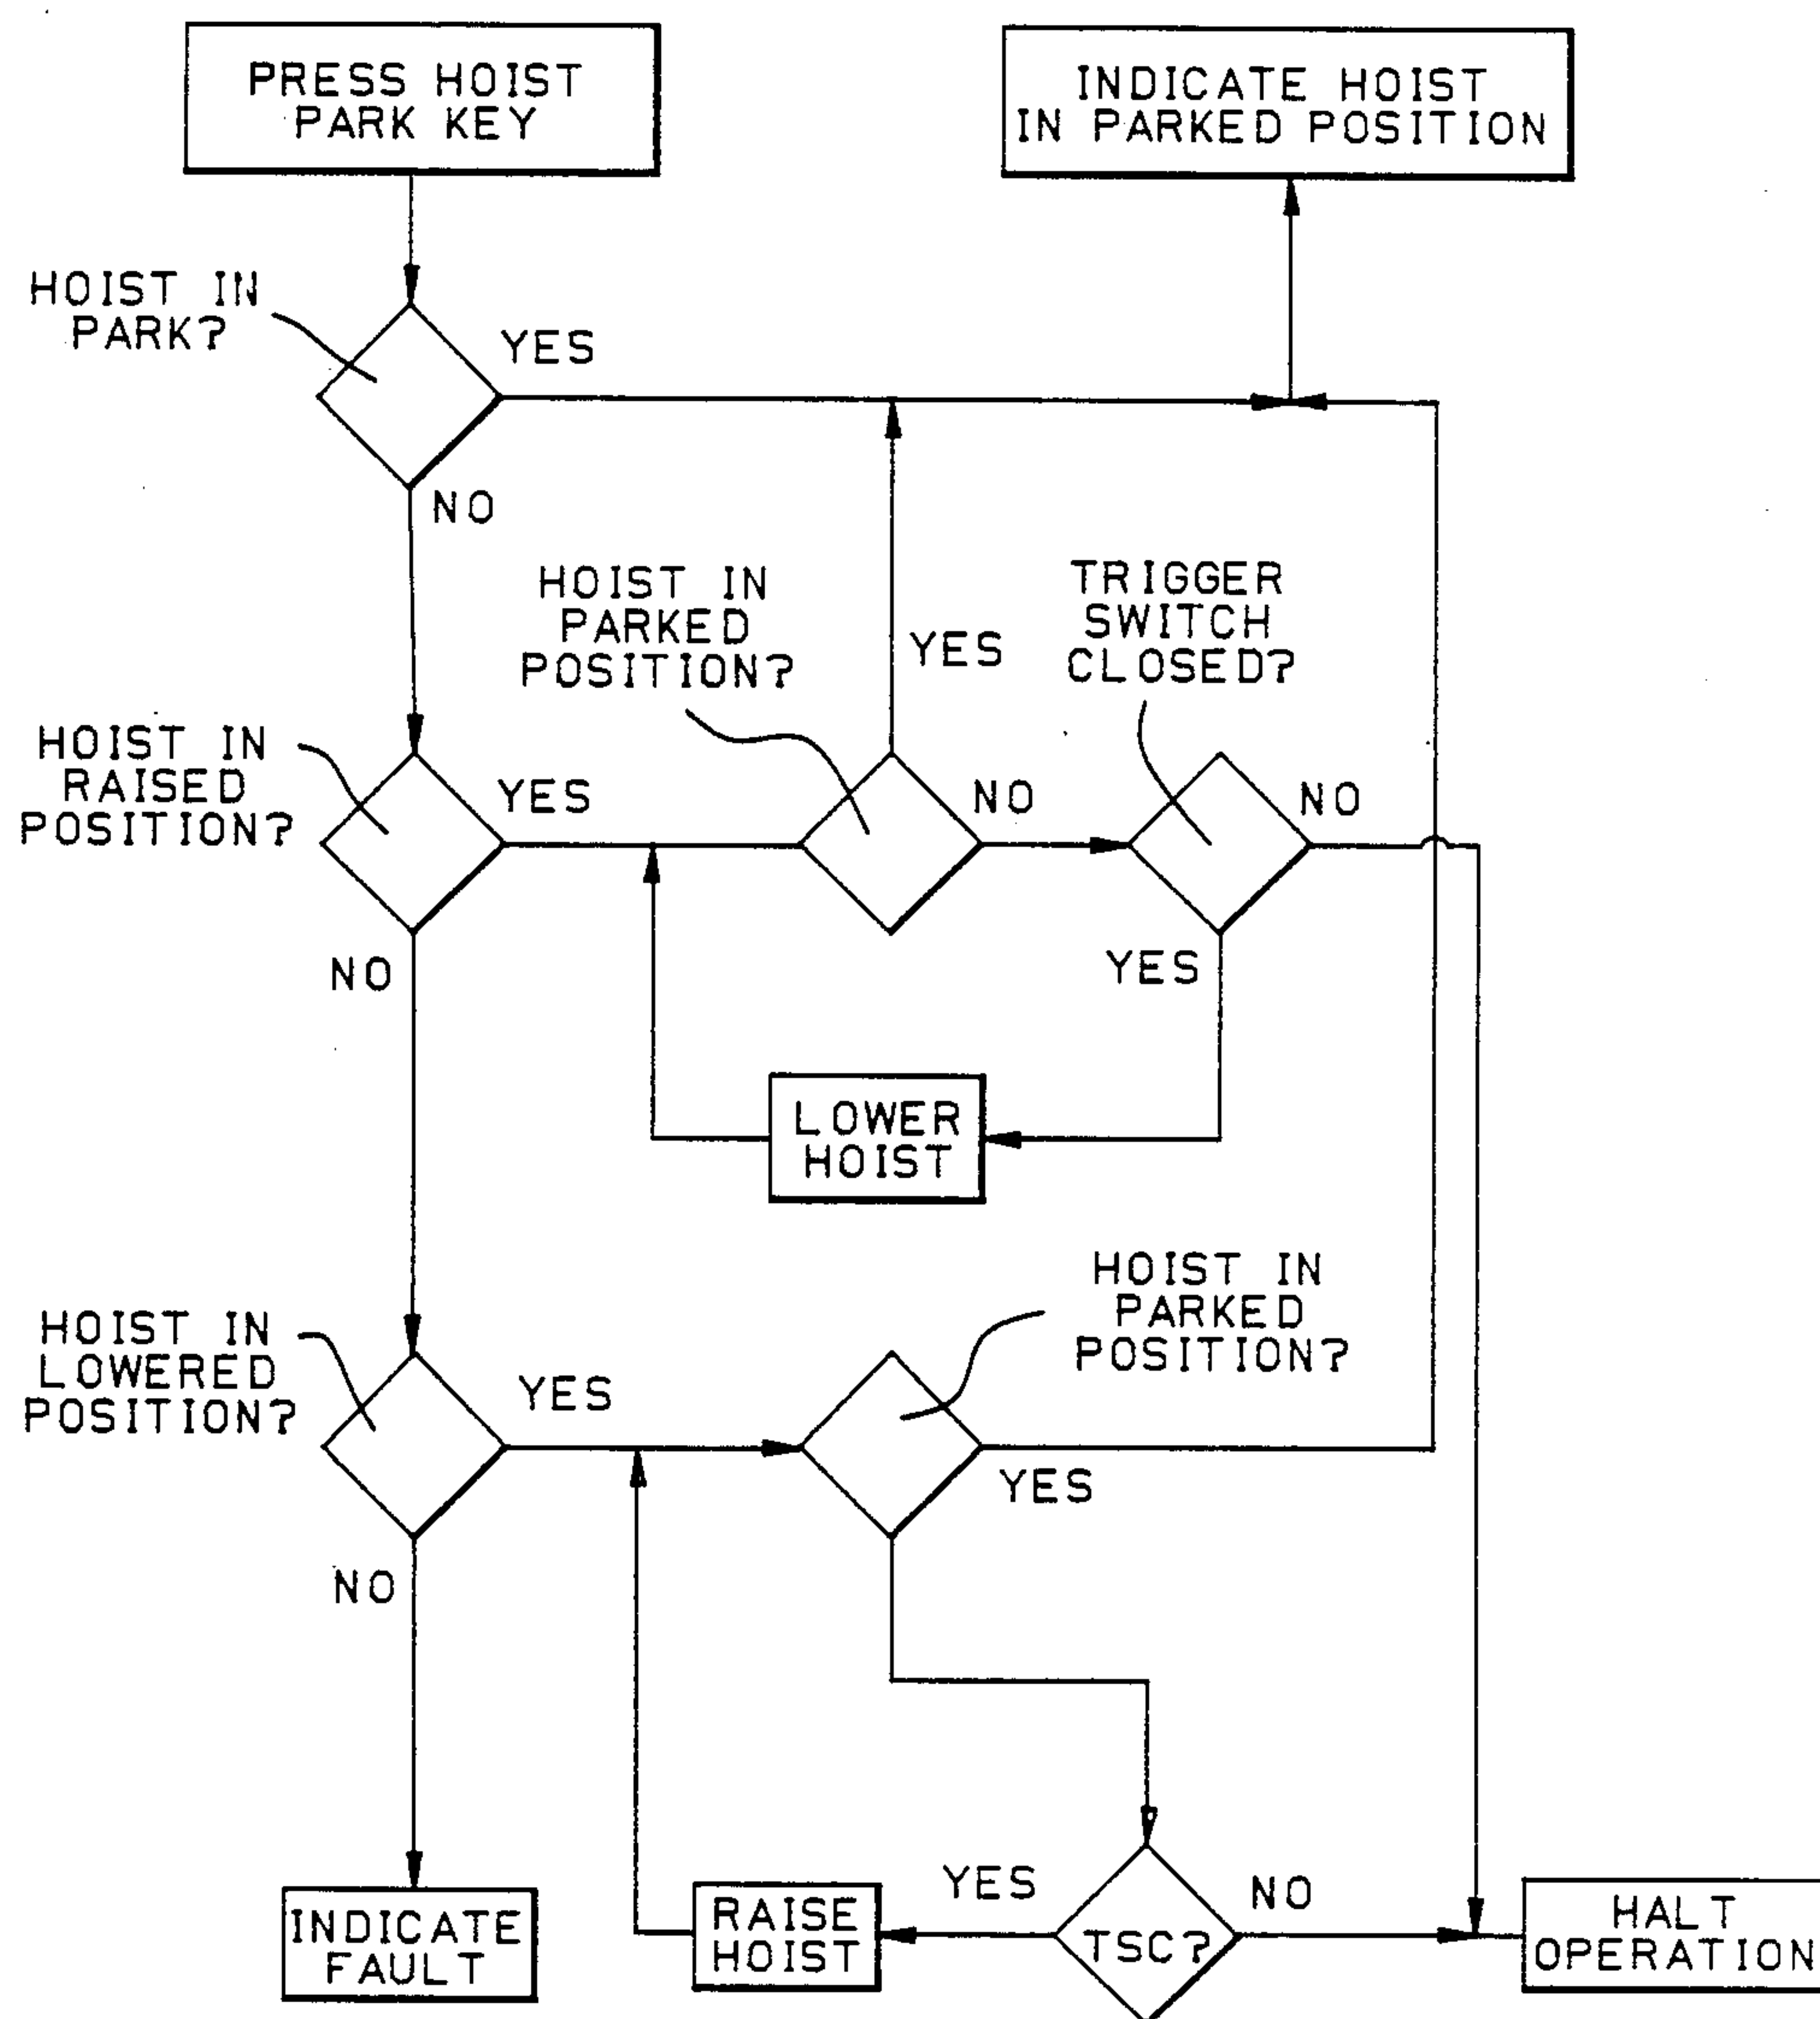 PRESS HOIST
PARK KEY
INDICATE HOIST
IN PARKED POSITION
HOIST IN
PARK?
YES
NO
HOIST IN
PARKED
POSITION?
YES
TRIGGER
SWITCH
CLOSED?
HOIST IN
RAISED
POSITION?
YES
NO
NO
NO
YES
LOWER
HOIST
HOIST IN
PARKED
POSITION?
HOIST IN
LOWERED
POSITION?
YES
YES
NO
INDICATE
FAULT
RAISE
HOIST
YES
TSC?
NO
HALT
OPERATION